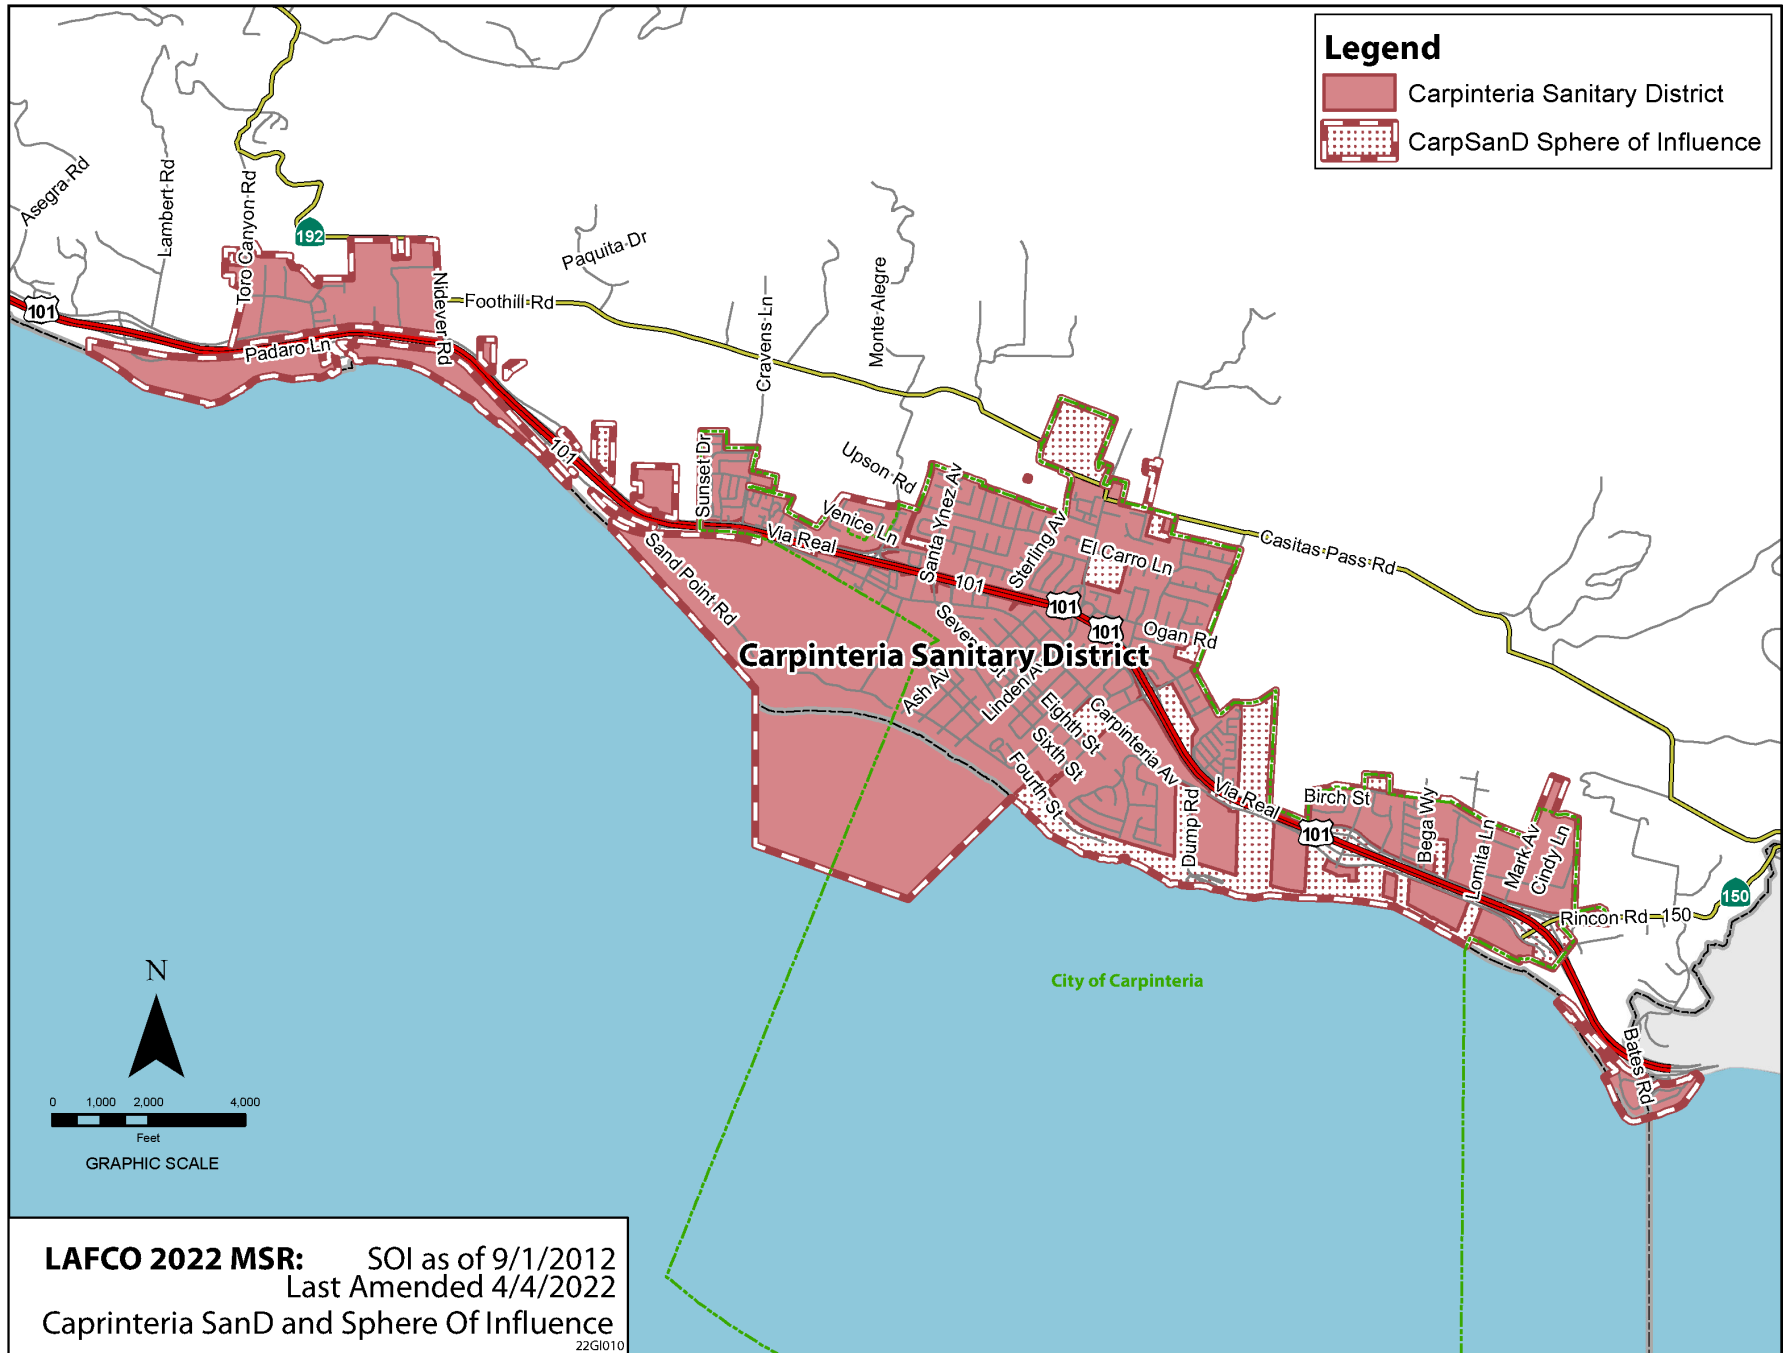 Legend
Carpinteria Sanitary District
CarpSanD Sphere of Influence
Asegra Rd
Lambert Rd
Toro Canyon Rd
192
Paquita Dr
Nidever Rd
Foothill Rd
101
Padaro Ln
Cravens Ln
Monte Alegre
101
Sunset Dr
Upson Rd
Venice Ln
Santa Ynez Av
Sterling Av
El Carro Ln
Casitas Pass Rd
Via Real
101
101
101
Sand Point Rd
Ogan Rd
Carpinteria Sanitary District
Ash Av
Linden Av
Eighth St
Sixth St
Fourth St
Carpinteria Av
Dump Rd
Via Real
101
Birch St
Bega Wy
Lomita Ln
Mark Av
Cindy Ln
Rincon Rd 150
150
Bates Rd
City of Carpinteria
N
0 1,000 2,000 4,000
Feet
GRAPHIC SCALE
LAFCO 2022 MSR: SOI as of 9/1/2012
Last Amended 4/4/2022
Caprinteria SanD and Sphere Of Influence
22GI010